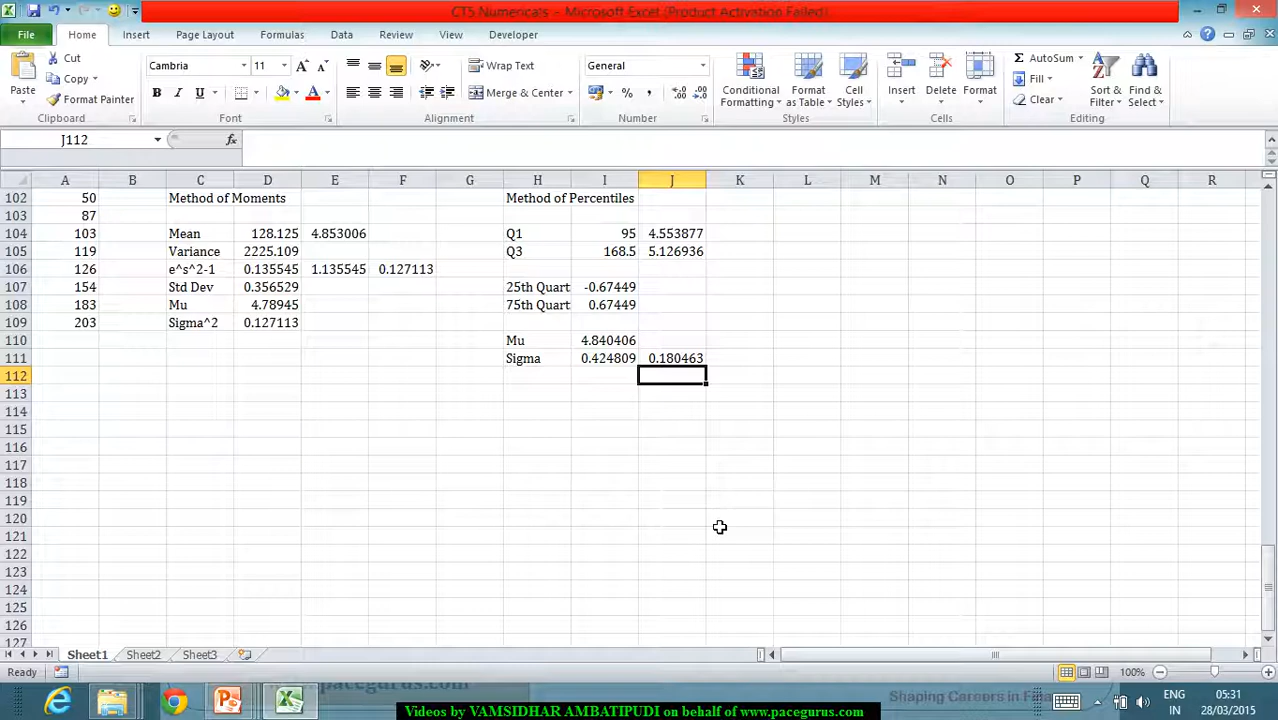 CT5 Numericals - Microsoft Excel (Product Activation Failed)
File Home Insert Page Layout Formulas Data Review View Developer
Paste Cut Copy Format Painter Clipboard
Cambria 11 B I U A Font
Wrap Text Merge & Center Alignment
General % , Number
Conditional Formatting Format as Table Cell Styles Styles
Insert Delete Format Cells
Σ AutoSum Fill Clear Sort & Filter Find & Select Editing
J112 fx
A B C D E F G H I J K L M N O P Q R
102 50 Method of Moments Method of Percentiles
103 87
104 103 Mean 128.125 4.853006 Q1 95 4.553877
105 119 Variance 2225.109 Q3 168.5 5.126936
106 126 e^s^2-1 0.135545 1.135545 0.127113
107 154 Std Dev 0.356529 25th Quart -0.67449
108 183 Mu 4.78945 75th Quart 0.67449
109 203 Sigma^2 0.127113
110 Mu 4.840406
111 Sigma 0.424809 0.180463
112
113
114
115
116
117
118
119
120
121
122
123
124
125
126
127
Sheet1 Sheet2 Sheet3
Ready 100%
.pacegurus.com Shaping Careers in Fin
ENG 05:31
IN 28/03/2015
Videos by VAMSIDHAR AMBATIPUDI on behalf of www.pacegurus.com